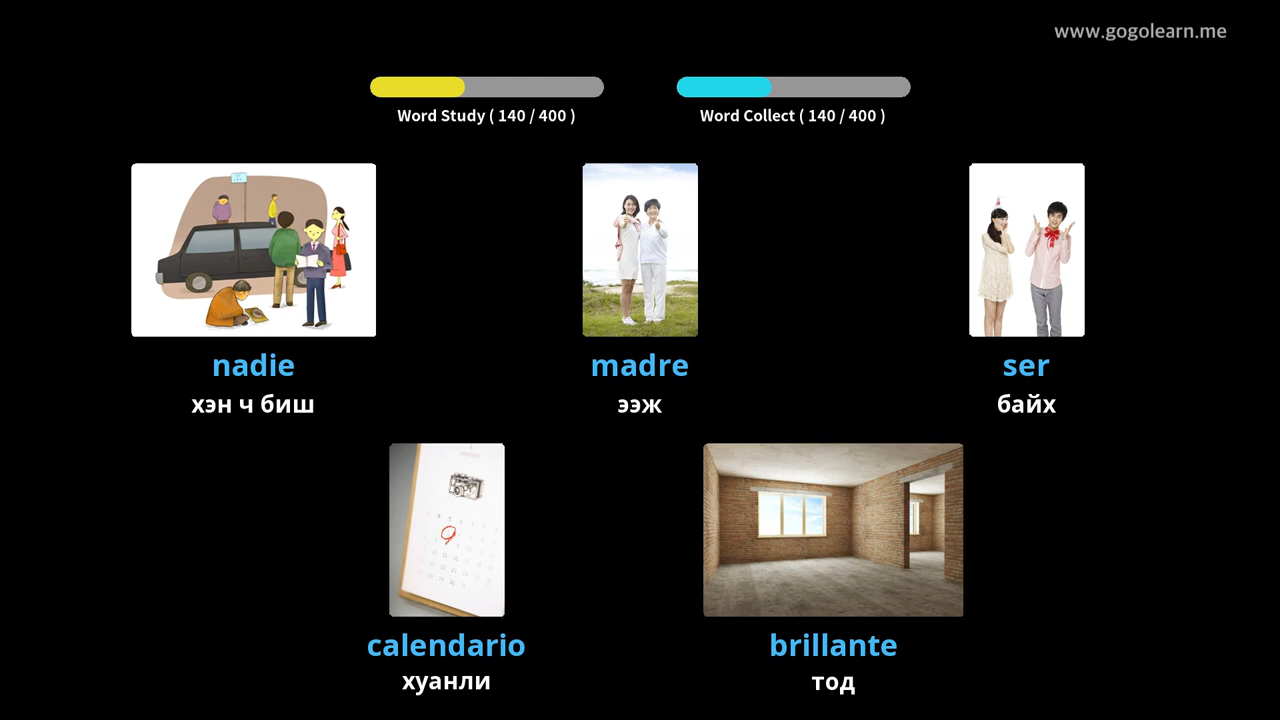 www.gogolearn.me
Word Study ( 140 / 400 )
Word Collect ( 140 / 400 )
nadie
хэн ч биш
madre
ээж
ser
байх
calendario
хуанли
brillante
тод